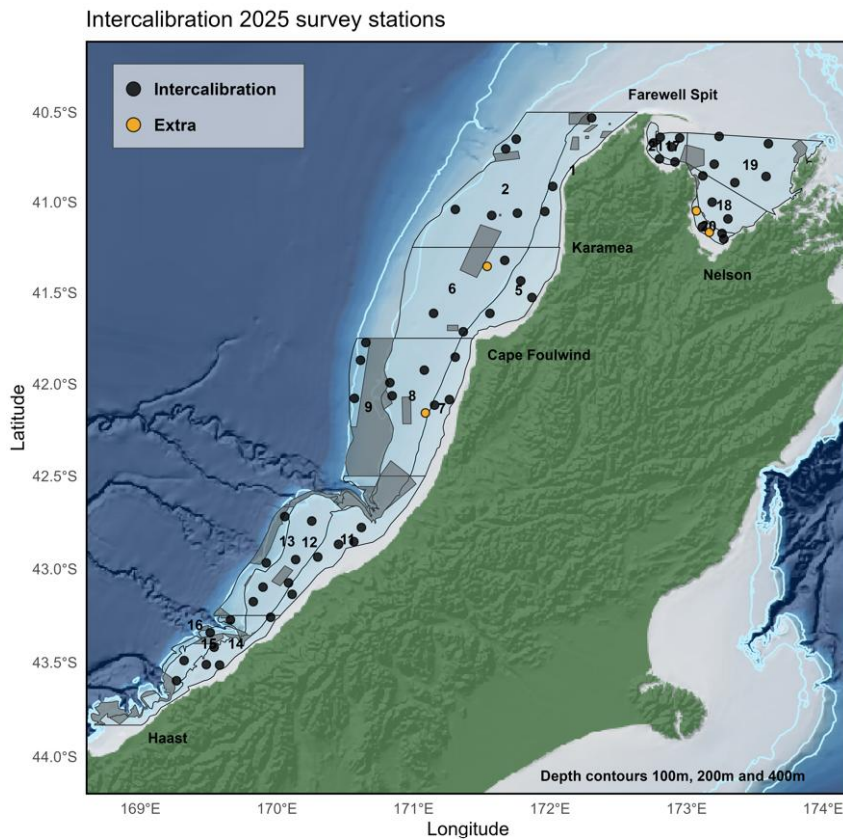 Intercalibration 2025 survey stations
Intercalibration
Extra
Farewell Spit
Karamea
Nelson
Cape Foulwind
Haast
1
2
5
6
7
8
9
11
12
13
14
15
16
17
18
19
20
21
Depth contours 100m, 200m and 400m
Latitude
40.5°S
41.0°S
41.5°S
42.0°S
42.5°S
43.0°S
43.5°S
44.0°S
169°E
170°E
171°E
172°E
173°E
174°E
Longitude